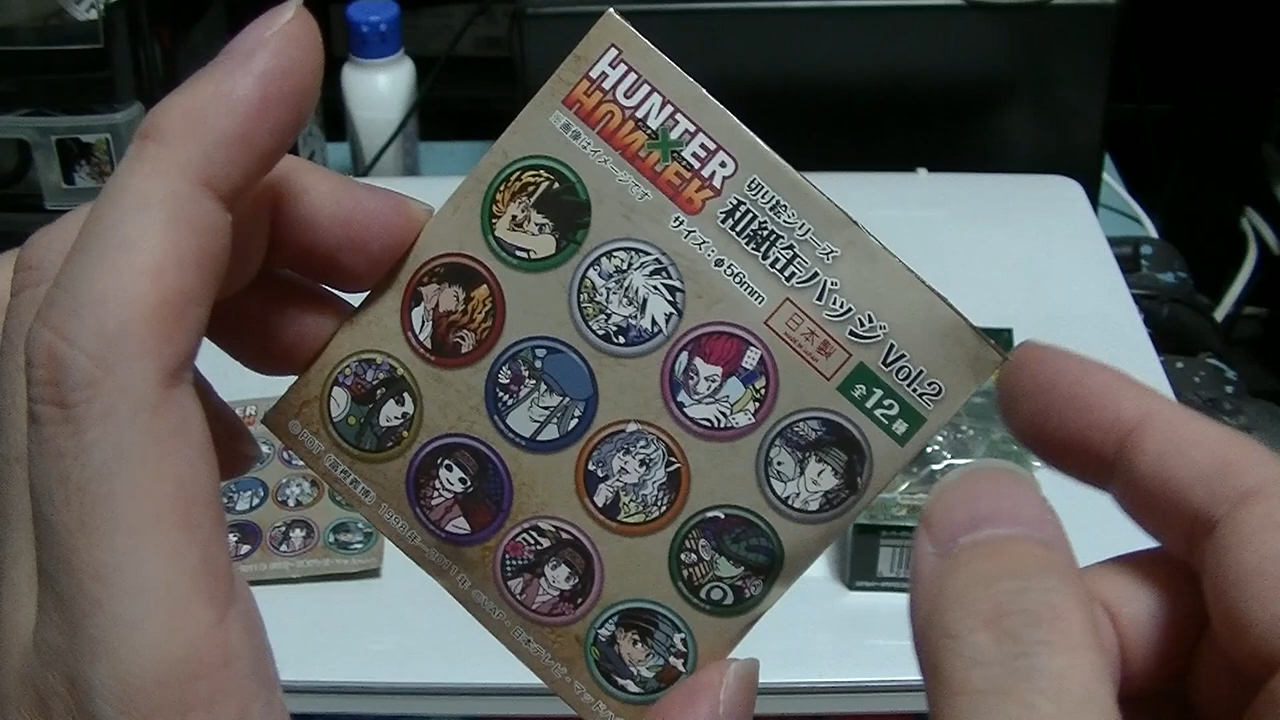 HUNTER
HUNTER
×
※画像はイメージです
切り絵シリーズ
和紙缶バッジ Vol.2
サイズ：φ56mm
日本製
MADE IN JAPAN
全12種
©POT（冨樫義博）1998年-2011年 ©VAP・日本テレビ・マッドハ